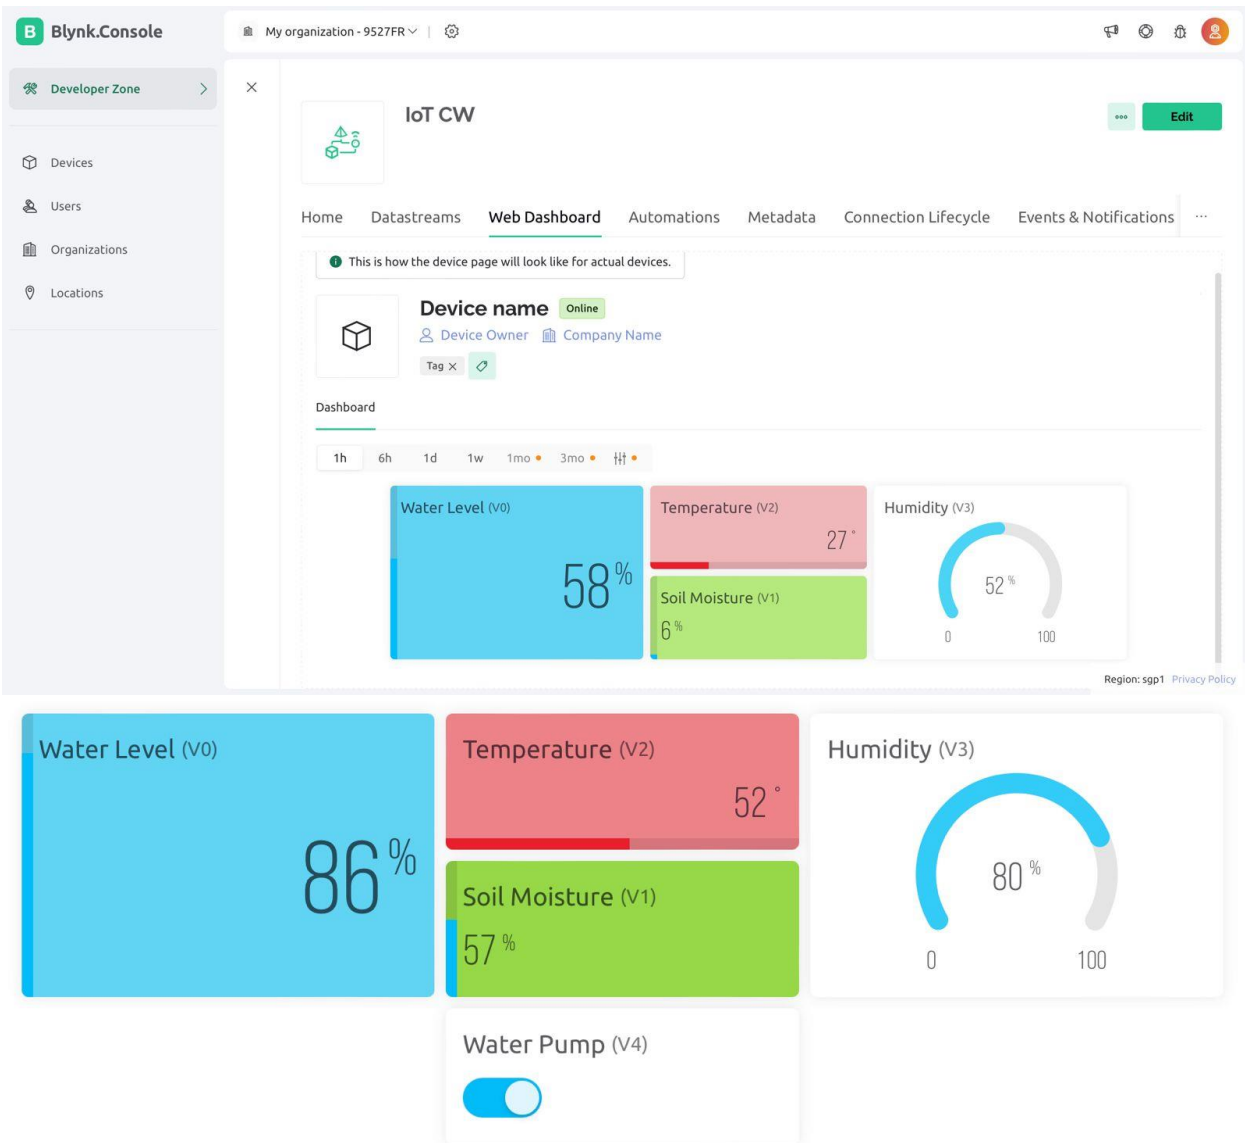 B Blynk.Console
My organization - 9527FR
Developer Zone
Devices
Users
Organizations
Locations
IoT CW
Edit
Home Datastreams Web Dashboard Automations Metadata Connection Lifecycle Events & Notifications ...
This is how the device page will look like for actual devices.
Device name Online
Device Owner Company Name
Tag
Dashboard
1h 6h 1d 1w 1mo 3mo
Water Level (V0)
58 %
Temperature (V2)
27 °
Soil Moisture (V1)
6 %
Humidity (V3)
52 %
0 100
Region: sgp1 Privacy Policy
Water Level (V0)
86 %
Temperature (V2)
52 °
Soil Moisture (V1)
57 %
Humidity (V3)
80 %
0 100
Water Pump (V4)